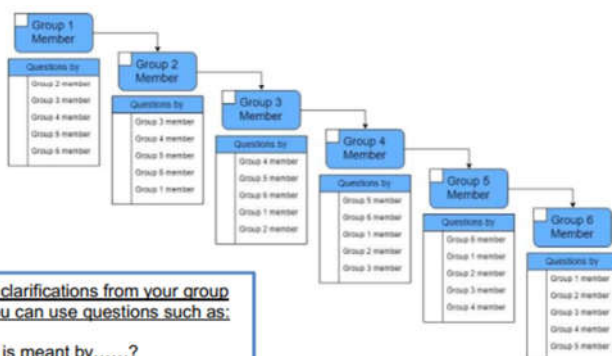 Group 1
Member
Questions by
Group 2 member
Group 3 member
Group 4 member
Group 5 member
Group 6 member
Group 2
Member
Questions by
Group 3 member
Group 4 member
Group 5 member
Group 6 member
Group 1 member
Group 3
Member
Questions by
Group 4 member
Group 5 member
Group 6 member
Group 1 member
Group 2 member
Group 4
Member
Questions by
Group 5 member
Group 6 member
Group 1 member
Group 2 member
Group 3 member
Group 5
Member
Questions by
Group 6 member
Group 1 member
Group 2 member
Group 3 member
Group 4 member
Group 6
Member
Questions by
Group 1 member
Group 2 member
Group 3 member
Group 4 member
Group 5 member
clarifications from your group
u can use questions such as:
is meant by......?